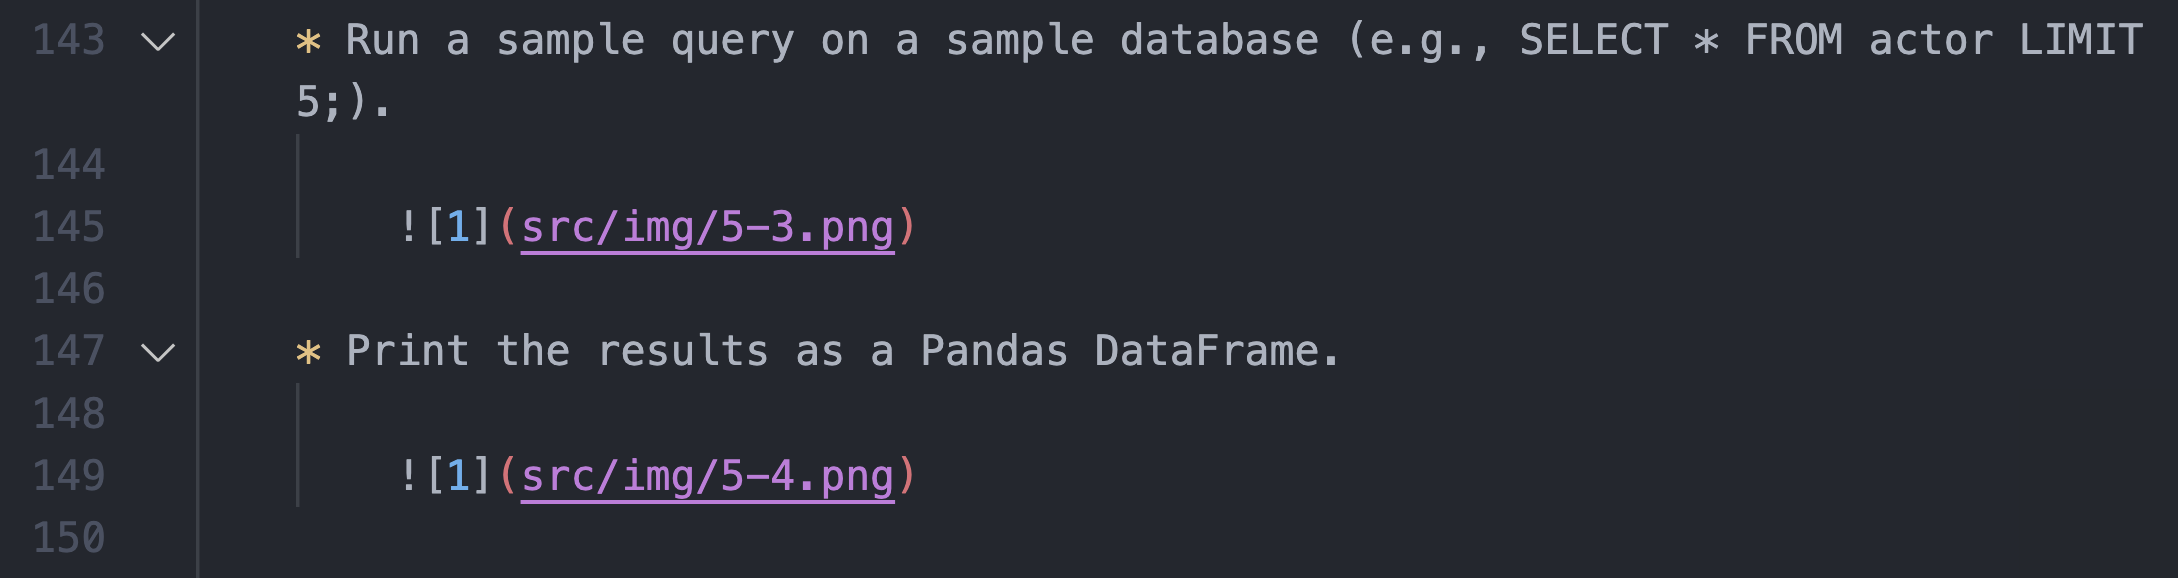 143 * Run a sample query on a sample database (e.g., SELECT * FROM actor LIMIT
5;).
144
145 ![1](src/img/5-3.png)
146
147 * Print the results as a Pandas DataFrame.
148
149 ![1](src/img/5-4.png)
150